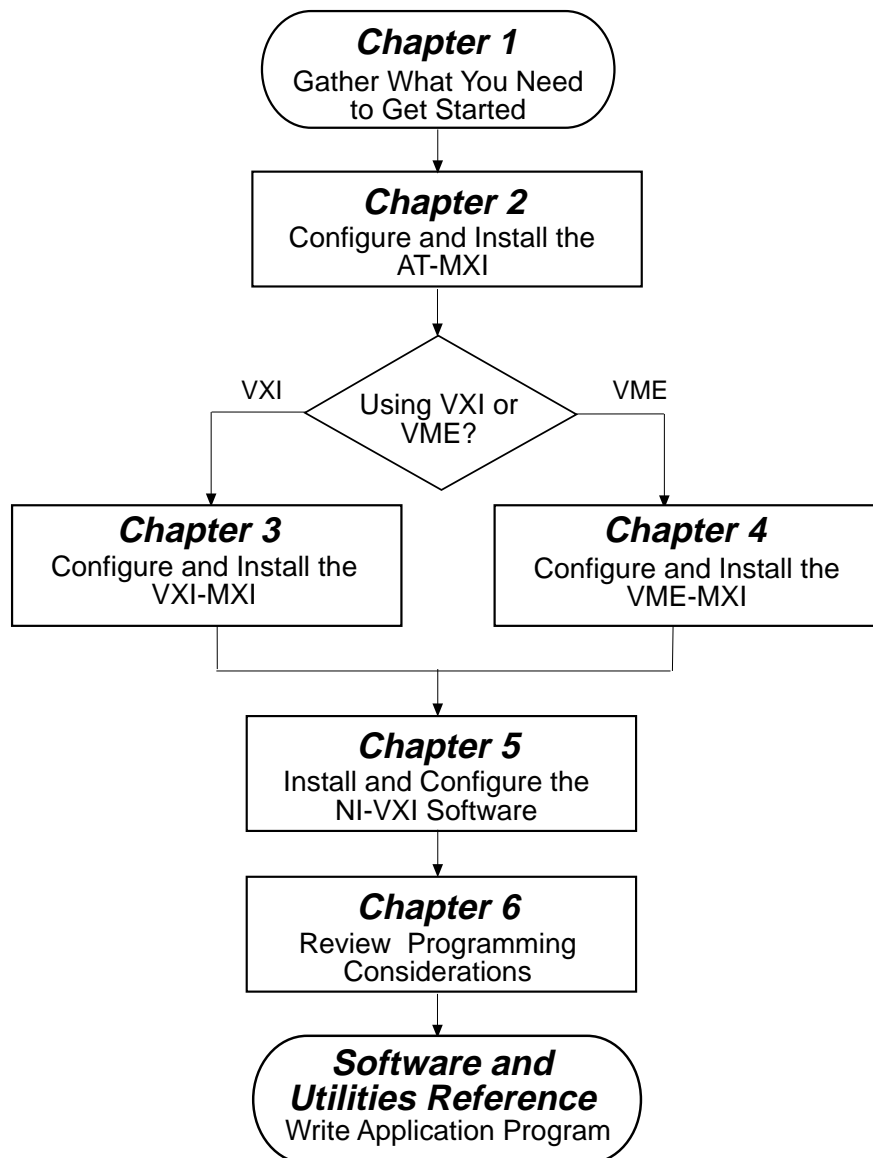 Chapter 1
Gather What You Need
to Get Started
Chapter 2
Configure and Install the
AT-MXI
Using VXI or
VME?
VXI
VME
Chapter 3
Configure and Install the
VXI-MXI
Chapter 4
Configure and Install the
VME-MXI
Chapter 5
Install and Configure the
NI-VXI Software
Chapter 6
Review Programming
Considerations
Software and
Utilities Reference
Write Application Program